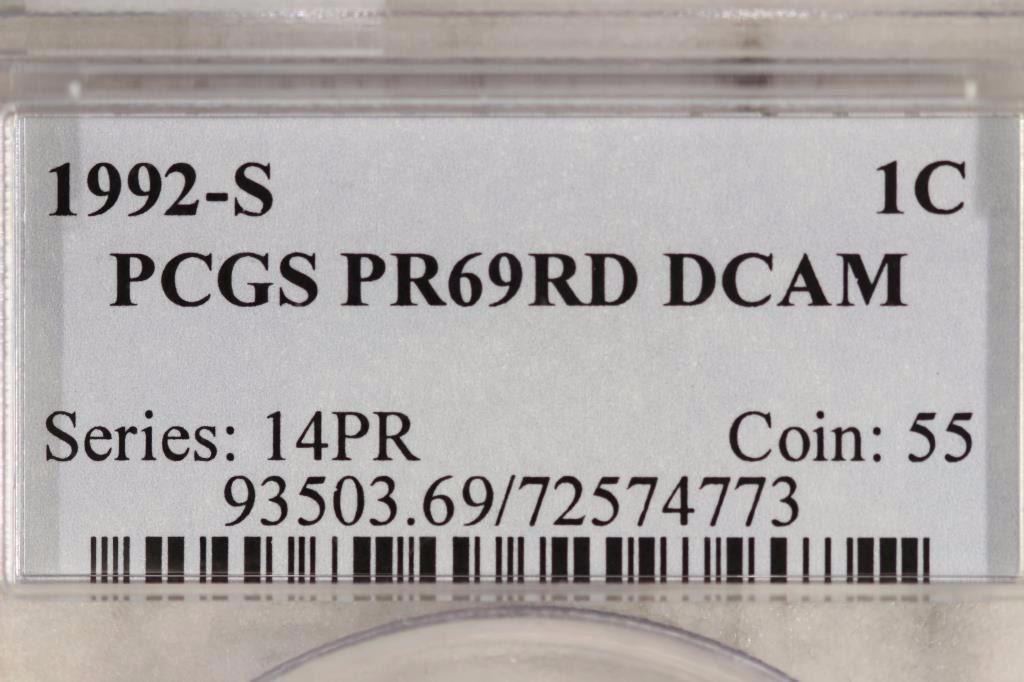 1992-S 1C
PCGS PR69RD DCAM
Series: 14PR Coin: 55
93503.69/72574773